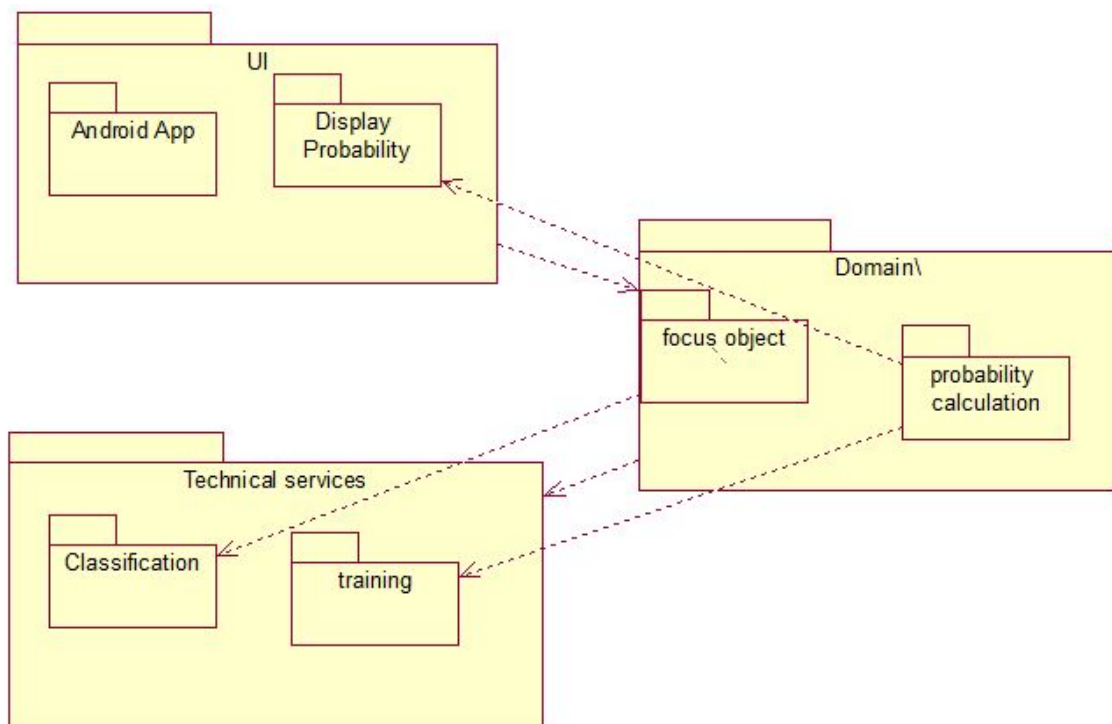 UI
Android App
Display
Probability
Domain\
focus object
probability
calculation
Technical services
Classification
training